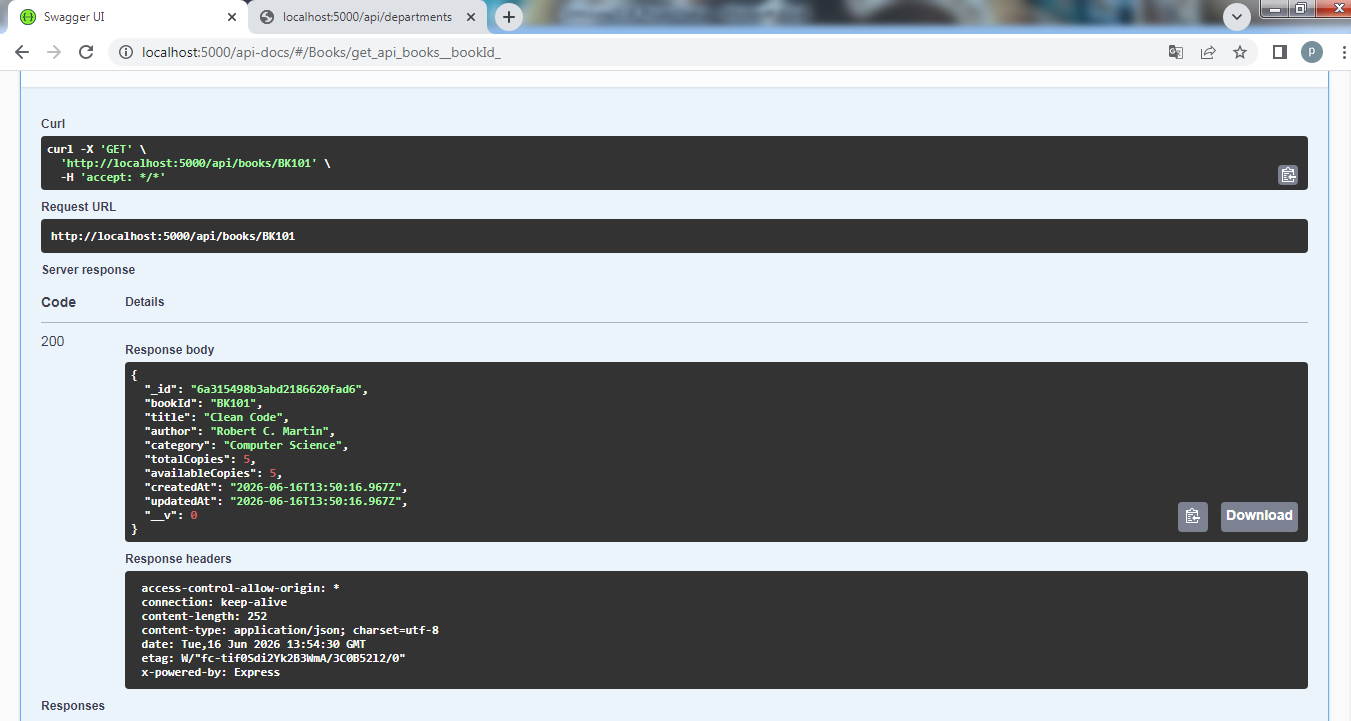 Swagger UI
localhost:5000/api/departments
localhost:5000/api-docs/#/Books/get_api_books__bookId_
P
Curl
curl -X 'GET' \
'http://localhost:5000/api/books/BK101' \
-H 'accept: */*'
Request URL
http://localhost:5000/api/books/BK101
Server response
Code Details
200
Response body
{
"_id": "6a315498b3abd2186620fad6",
"bookId": "BK101",
"title": "Clean Code",
"author": "Robert C. Martin",
"category": "Computer Science",
"totalCopies": 5,
"availableCopies": 5,
"createdAt": "2026-06-16T13:50:16.967Z",
"updatedAt": "2026-06-16T13:50:16.967Z",
"__v": 0
}
Download
Response headers
access-control-allow-origin: *
connection: keep-alive
content-length: 252
content-type: application/json; charset=utf-8
date: Tue,16 Jun 2026 13:54:30 GMT
etag: W/"fc-tif0Sdi2Yk2B3WmA/3C0B52l2/0"
x-powered-by: Express
Responses